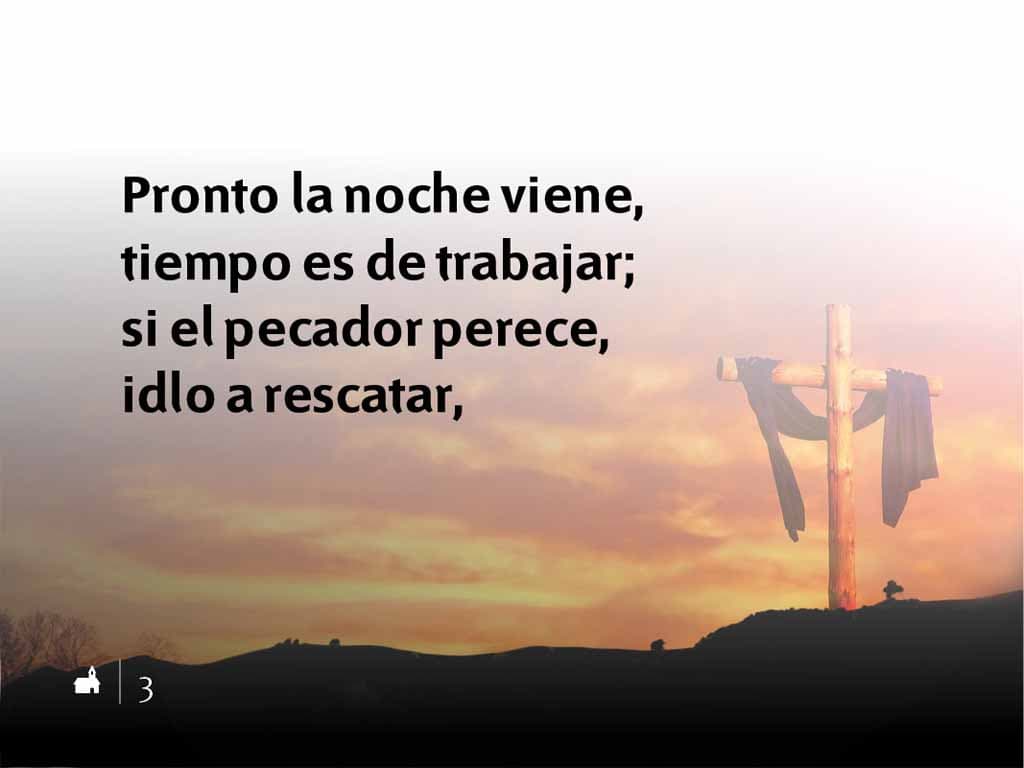 Pronto la noche viene,
tiempo es de trabajar;
si el pecador perece,
idlo a rescatar,
3